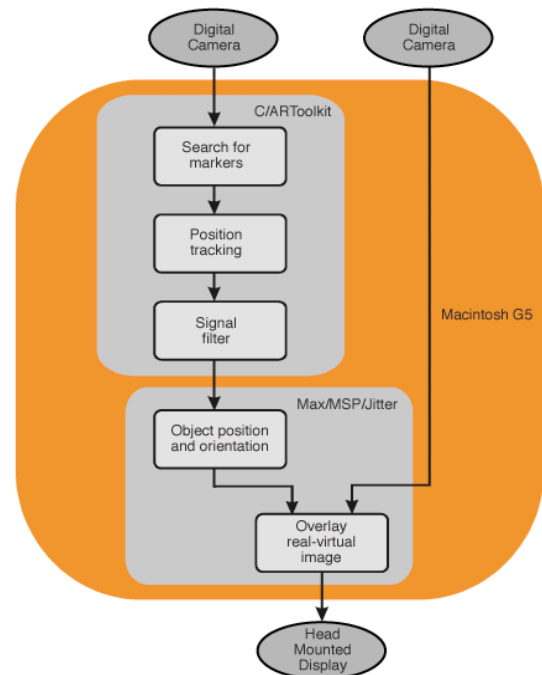 Digital
Camera
Digital
Camera
C/ARToolkit
Search for
markers
Position
tracking
Macintosh G5
Signal
filter
Max/MSP/Jitter
Object position
and orientation
Overlay
real-virtual
image
Head
Mounted
Display